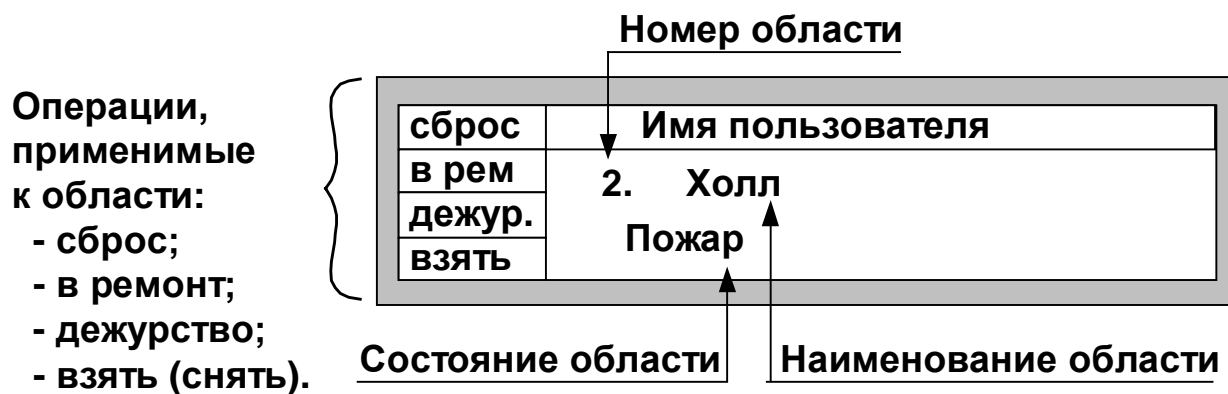 Номер области
Операции,
применимые
к области:
- сброс;
- в ремонт;
- дежурство;
- взять (снять).
сброс
в рем
дежур.
взять
Имя пользователя
2. Холл
Пожар
Состояние области
Наименование области